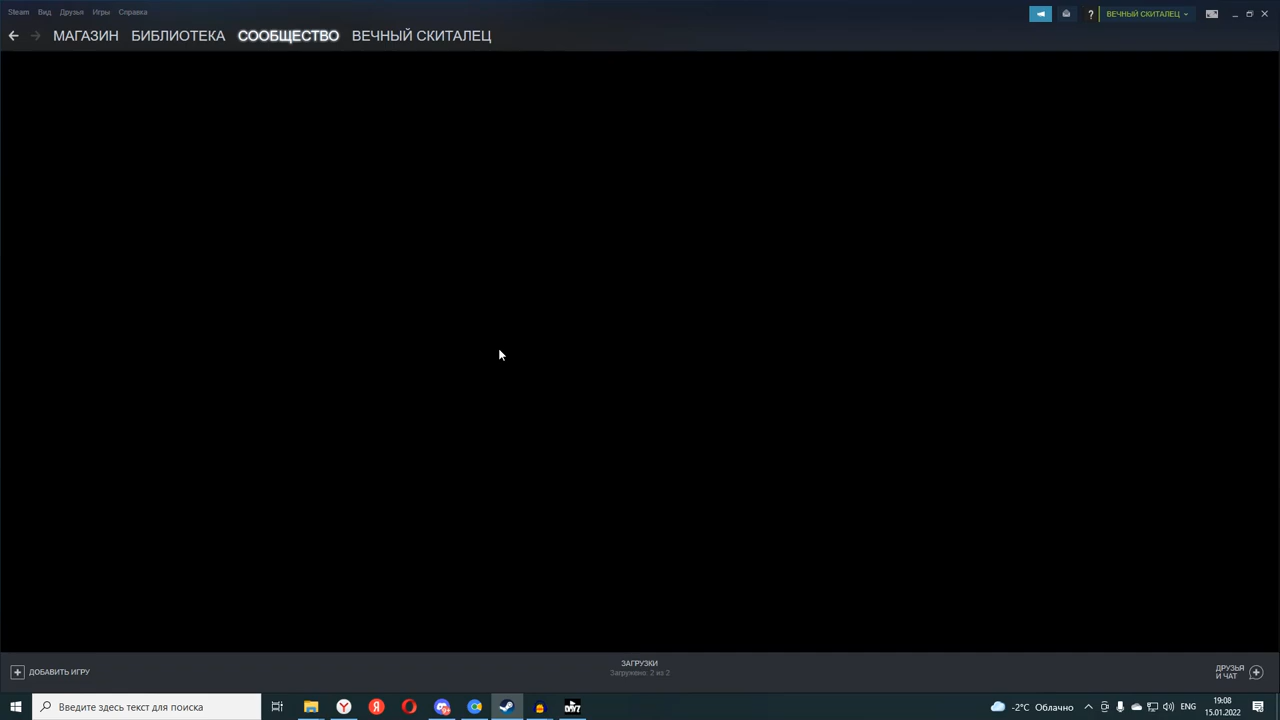 Steam Вид Друзья Игры Справка
? ВЕЧНЫЙ СКИТАЛЕЦ
МАГАЗИН БИБЛИОТЕКА СООБЩЕСТВО ВЕЧНЫЙ СКИТАЛЕЦ
ДОБАВИТЬ ИГРУ
ЗАГРУЗКИ
Загружено: 2 из 2
ДРУЗЬЯ
И ЧАТ
Введите здесь текст для поиска
Я
-2°C Облачно
ENG
19:08
15.01.2022